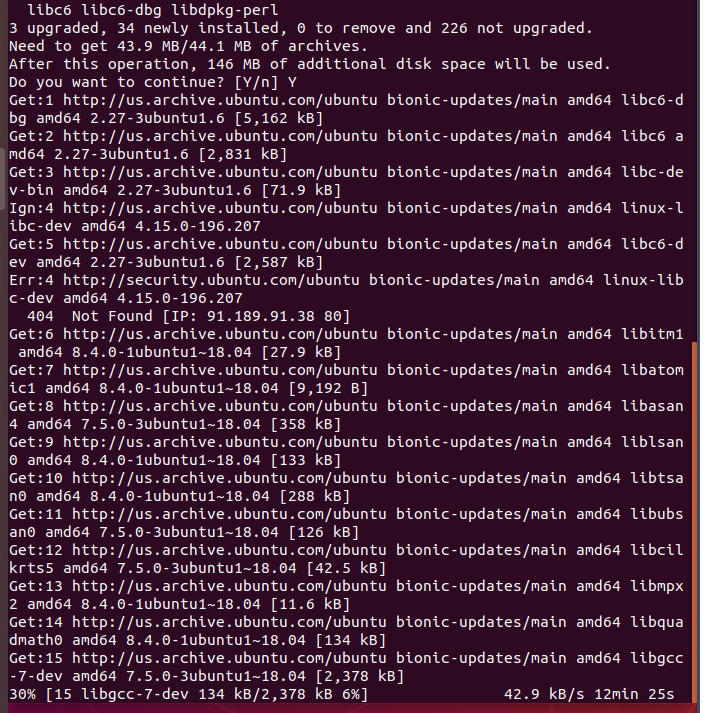 libc6 libc6-dbg libdpkg-perl
3 upgraded, 34 newly installed, 0 to remove and 226 not upgraded.
Need to get 43.9 MB/44.1 MB of archives.
After this operation, 146 MB of additional disk space will be used.
Do you want to continue? [Y/n] Y
Get:1 http://us.archive.ubuntu.com/ubuntu bionic-updates/main amd64 libc6-d
bg amd64 2.27-3ubuntu1.6 [5,162 kB]
Get:2 http://us.archive.ubuntu.com/ubuntu bionic-updates/main amd64 libc6 a
md64 2.27-3ubuntu1.6 [2,831 kB]
Get:3 http://us.archive.ubuntu.com/ubuntu bionic-updates/main amd64 libc-de
v-bin amd64 2.27-3ubuntu1.6 [71.9 kB]
Ign:4 http://us.archive.ubuntu.com/ubuntu bionic-updates/main amd64 linux-l
ibc-dev amd64 4.15.0-196.207
Get:5 http://us.archive.ubuntu.com/ubuntu bionic-updates/main amd64 libc6-d
ev amd64 2.27-3ubuntu1.6 [2,587 kB]
Err:4 http://security.ubuntu.com/ubuntu bionic-updates/main amd64 linux-lib
c-dev amd64 4.15.0-196.207
  404  Not Found [IP: 91.189.91.38 80]
Get:6 http://us.archive.ubuntu.com/ubuntu bionic-updates/main amd64 libitm1
 amd64 8.4.0-1ubuntu1~18.04 [27.9 kB]
Get:7 http://us.archive.ubuntu.com/ubuntu bionic-updates/main amd64 libatom
ic1 amd64 8.4.0-1ubuntu1~18.04 [9,192 B]
Get:8 http://us.archive.ubuntu.com/ubuntu bionic-updates/main amd64 libasan
4 amd64 7.5.0-3ubuntu1~18.04 [358 kB]
Get:9 http://us.archive.ubuntu.com/ubuntu bionic-updates/main amd64 liblsan
0 amd64 8.4.0-1ubuntu1~18.04 [133 kB]
Get:10 http://us.archive.ubuntu.com/ubuntu bionic-updates/main amd64 libtsa
n0 amd64 8.4.0-1ubuntu1~18.04 [288 kB]
Get:11 http://us.archive.ubuntu.com/ubuntu bionic-updates/main amd64 libubs
an0 amd64 7.5.0-3ubuntu1~18.04 [126 kB]
Get:12 http://us.archive.ubuntu.com/ubuntu bionic-updates/main amd64 libcil
krts5 amd64 7.5.0-3ubuntu1~18.04 [42.5 kB]
Get:13 http://us.archive.ubuntu.com/ubuntu bionic-updates/main amd64 libmpx
2 amd64 8.4.0-1ubuntu1~18.04 [11.6 kB]
Get:14 http://us.archive.ubuntu.com/ubuntu bionic-updates/main amd64 libqua
dmath0 amd64 8.4.0-1ubuntu1~18.04 [134 kB]
Get:15 http://us.archive.ubuntu.com/ubuntu bionic-updates/main amd64 libgcc
-7-dev amd64 7.5.0-3ubuntu1~18.04 [2,378 kB]
30% [15 libgcc-7-dev 134 kB/2,378 kB 6%]               42.9 kB/s 12min 25s